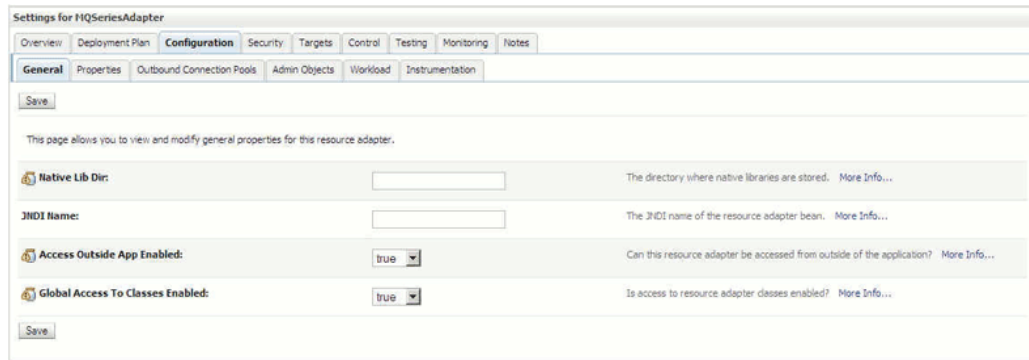 Settings for MQSeriesAdapter
Overview Deployment Plan Configuration Security Targets Control Testing Monitoring Notes
General Properties Outbound Connection Pools Admin Objects Workload Instrumentation
Save
This page allows you to view and modify general properties for this resource adapter.
Native Lib Dir: The directory where native libraries are stored. More Info...
JNDI Name: The JNDI name of the resource adapter bean. More Info...
Access Outside App Enabled: true Can this resource adapter be accessed from outside of the application? More Info...
Global Access To Classes Enabled: true Is access to resource adapter classes enabled? More Info...
Save